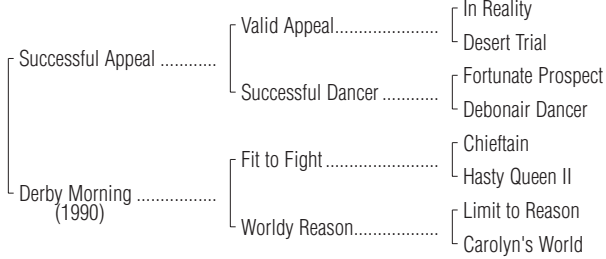 In Reality
Valid Appeal...................
Desert Trial
Successful Appeal ............
Fortunate Prospect
Successful Dancer ............
Debonair Dancer
Chieftain
Fit to Fight ........................
Hasty Queen II
Derby Morning .................
(1990)
Limit to Reason
Worldy Reason..................
Carolyn's World